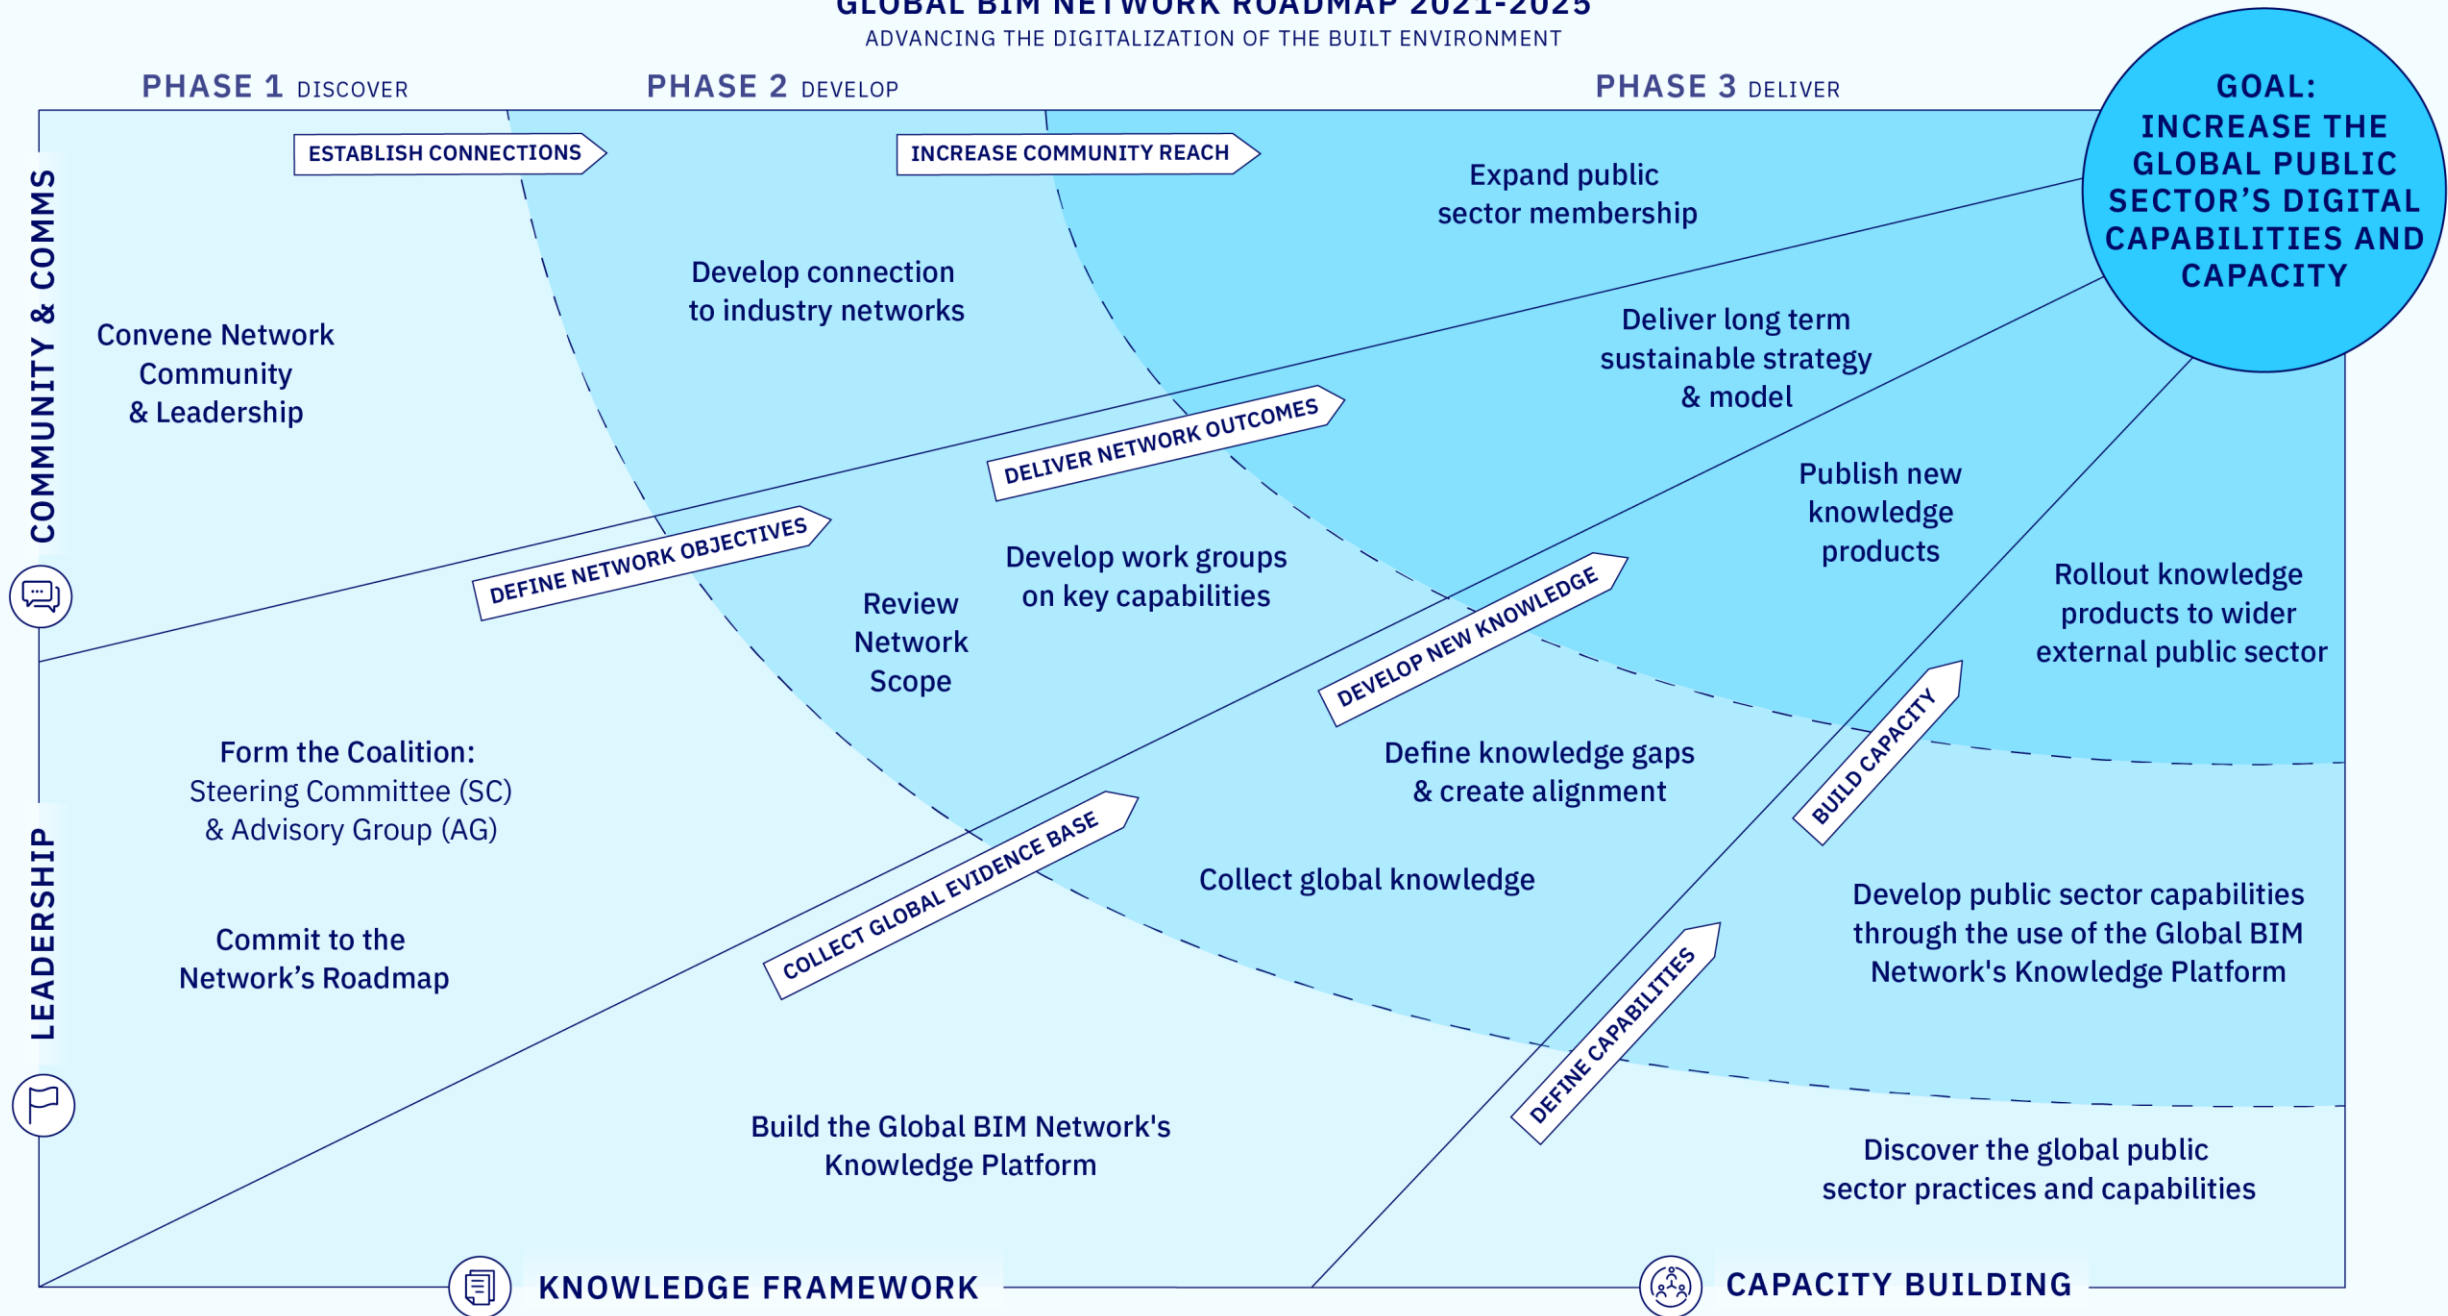 GLOBAL BIM NETWORK ROADMAP 2021-2025
ADVANCING THE DIGITALIZATION OF THE BUILT ENVIRONMENT
PHASE 1 DISCOVER
PHASE 2 DEVELOP
PHASE 3 DELIVER
GOAL:
INCREASE THE
GLOBAL PUBLIC
SECTOR’S DIGITAL
CAPABILITIES AND
CAPACITY
COMMUNITY & COMMS
ESTABLISH CONNECTIONS
INCREASE COMMUNITY REACH
Convene Network
Community
& Leadership
Develop connection
to industry networks
Expand public
sector membership
LEADERSHIP
DEFINE NETWORK OBJECTIVES
DELIVER NETWORK OUTCOMES
Form the Coalition:
Steering Committee (SC)
& Advisory Group (AG)
Commit to the
Network’s Roadmap
Review
Network
Scope
Develop work groups
on key capabilities
Deliver long term
sustainable strategy
& model
KNOWLEDGE FRAMEWORK
COLLECT GLOBAL EVIDENCE BASE
DEVELOP NEW KNOWLEDGE
Build the Global BIM Network's
Knowledge Platform
Collect global knowledge
Define knowledge gaps
& create alignment
Publish new
knowledge
products
CAPACITY BUILDING
DEFINE CAPABILITIES
BUILD CAPACITY
Discover the global public
sector practices and capabilities
Develop public sector capabilities
through the use of the Global BIM
Network's Knowledge Platform
Rollout knowledge
products to wider
external public sector